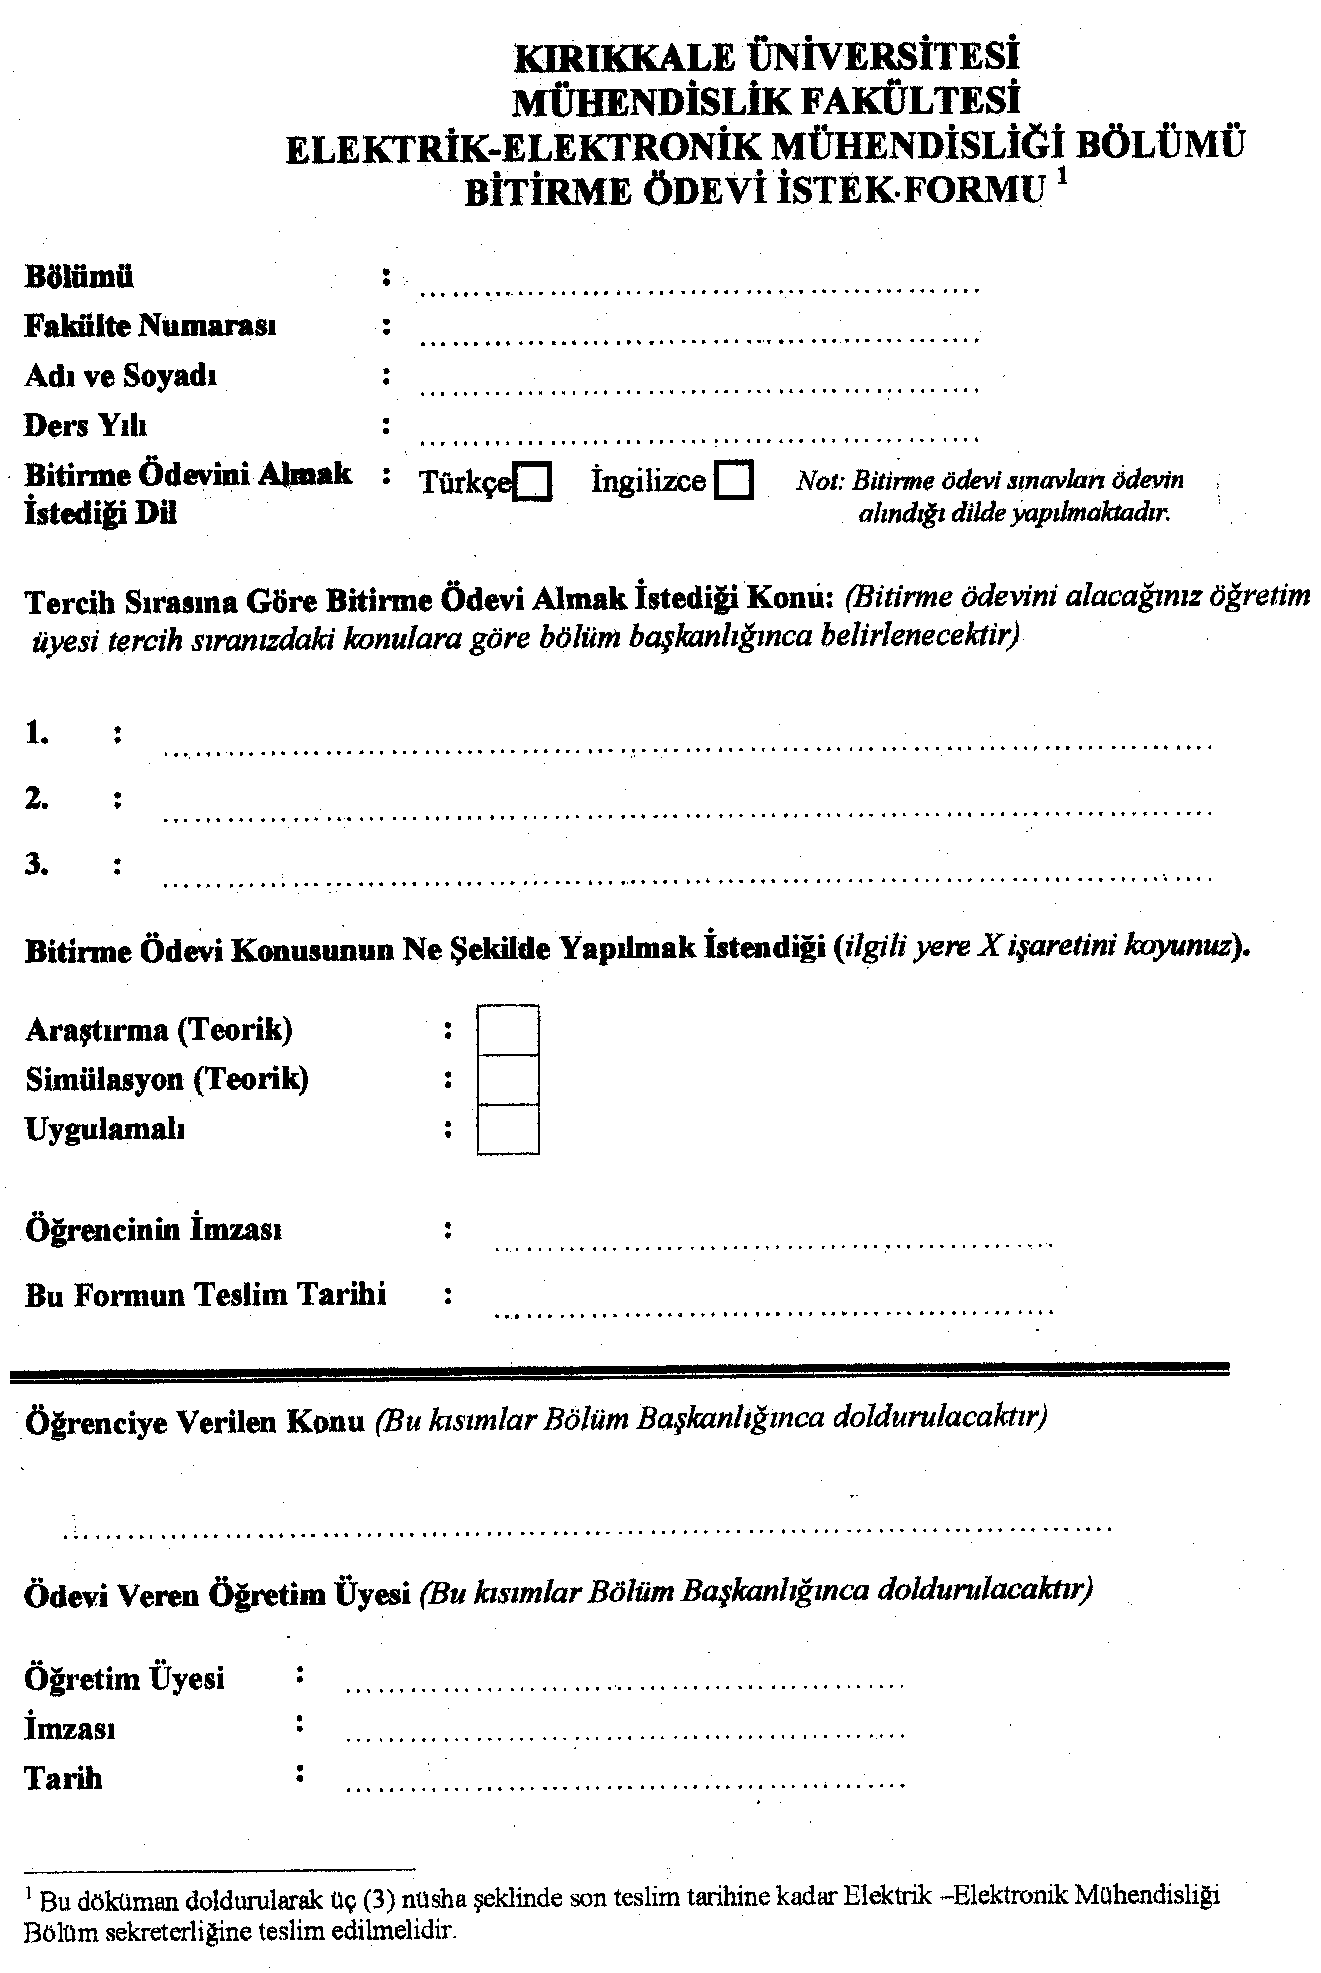 KIRIKKALE ÜNİVERSİTESİ
MÜHENDİSLİK FAKÜLTESİ
ELEKTRİK-ELEKTRONİK MÜHENDİSLİĞİ BÖLÜMÜ
BİTİRME ÖDEVİ İSTEK FORMU 1
Bölümü : ......................................................
Fakülte Numarası : ......................................................
Adı ve Soyadı : ......................................................
Ders Yılı : ......................................................
Bitirme Ödevini Almak : Türkçe İngilizce Not: Bitirme ödevi sınavları ödevin
İstediği Dil alındığı dilde yapılmaktadır.
Tercih Sırasına Göre Bitirme Ödevi Almak İstediği Konu: (Bitirme ödevini alacağınız öğretim
üyesi tercih sıranızdaki konulara göre bölüm başkanlığınca belirlenecektir)
1. : ......................................................
2. : ......................................................
3. : ......................................................
Bitirme Ödevi Konusunun Ne Şekilde Yapılmak İstendiği (ilgili yere X işaretini koyunuz).
Araştırma (Teorik) :
Simülasyon (Teorik) :
Uygulamalı :
Öğrencinin İmzası : ......................................................
Bu Formun Teslim Tarihi : ......................................................
Öğrenciye Verilen Konu (Bu kısımlar Bölüm Başkanlığınca doldurulacaktır)
......................................................
Ödevi Veren Öğretim Üyesi (Bu kısımlar Bölüm Başkanlığınca doldurulacaktır)
Öğretim Üyesi : ......................................................
İmzası : ......................................................
Tarih : ......................................................
1 Bu döküman doldurularak üç (3) nüsha şeklinde son teslim tarihine kadar Elektrik –Elektronik Mühendisliği
Bölüm sekreterliğine teslim edilmelidir.